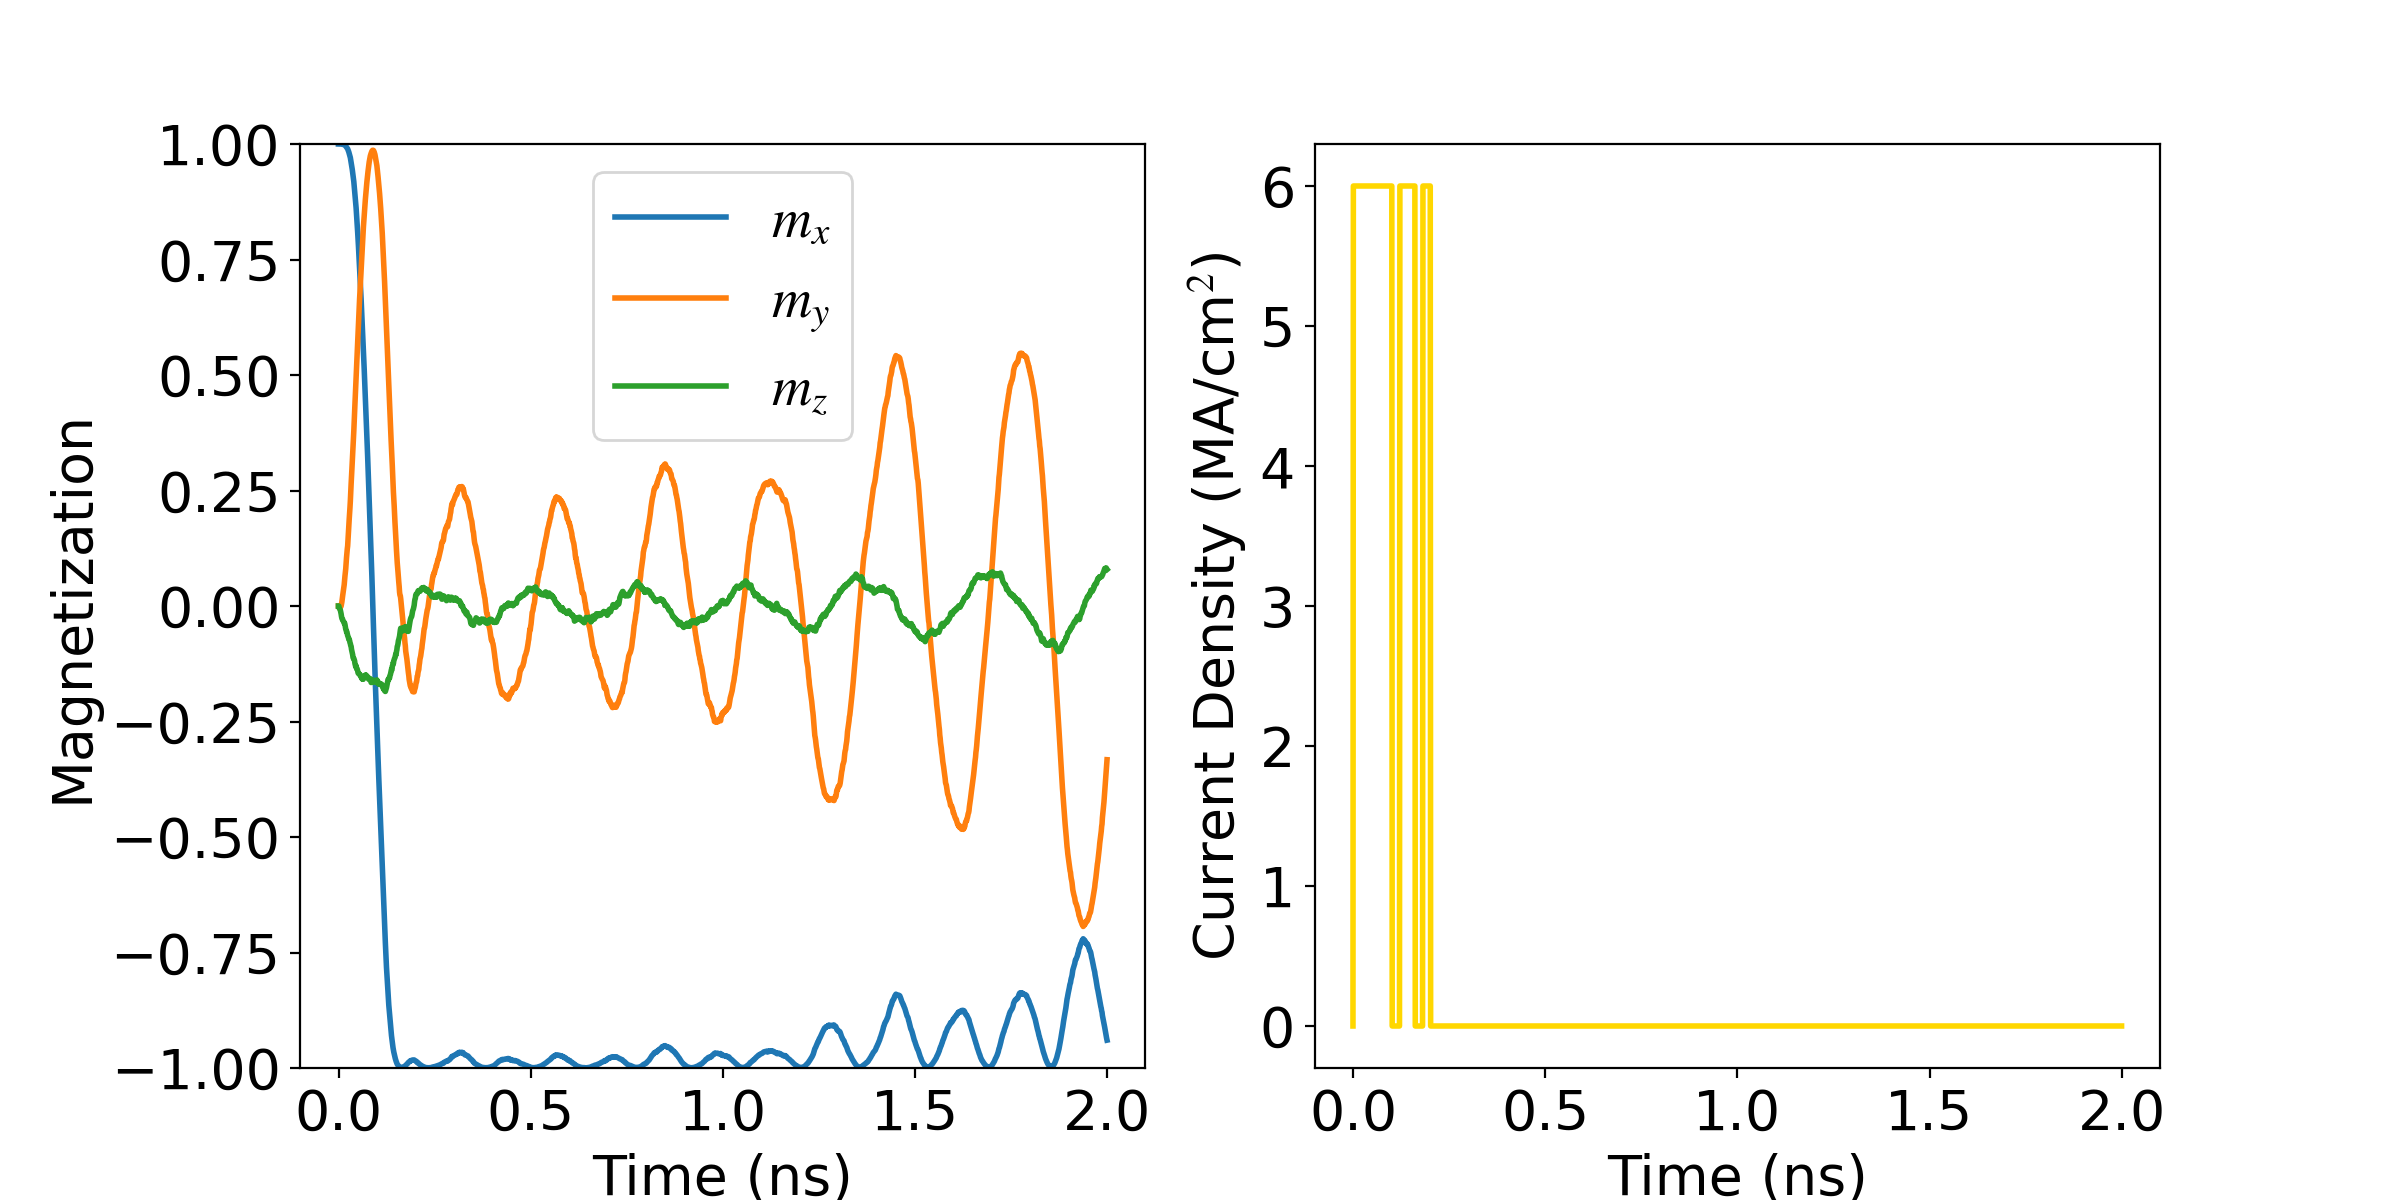 1.00
0.75
0.50
0.25
0.00
−0.25
−0.50
−0.75
−1.00
Magnetization
0.0 0.5 1.0 1.5 2.0
Time (ns)
m_x
m_y
m_z
6
5
4
3
2
1
0
Current Density (MA/cm²)
0.0 0.5 1.0 1.5 2.0
Time (ns)